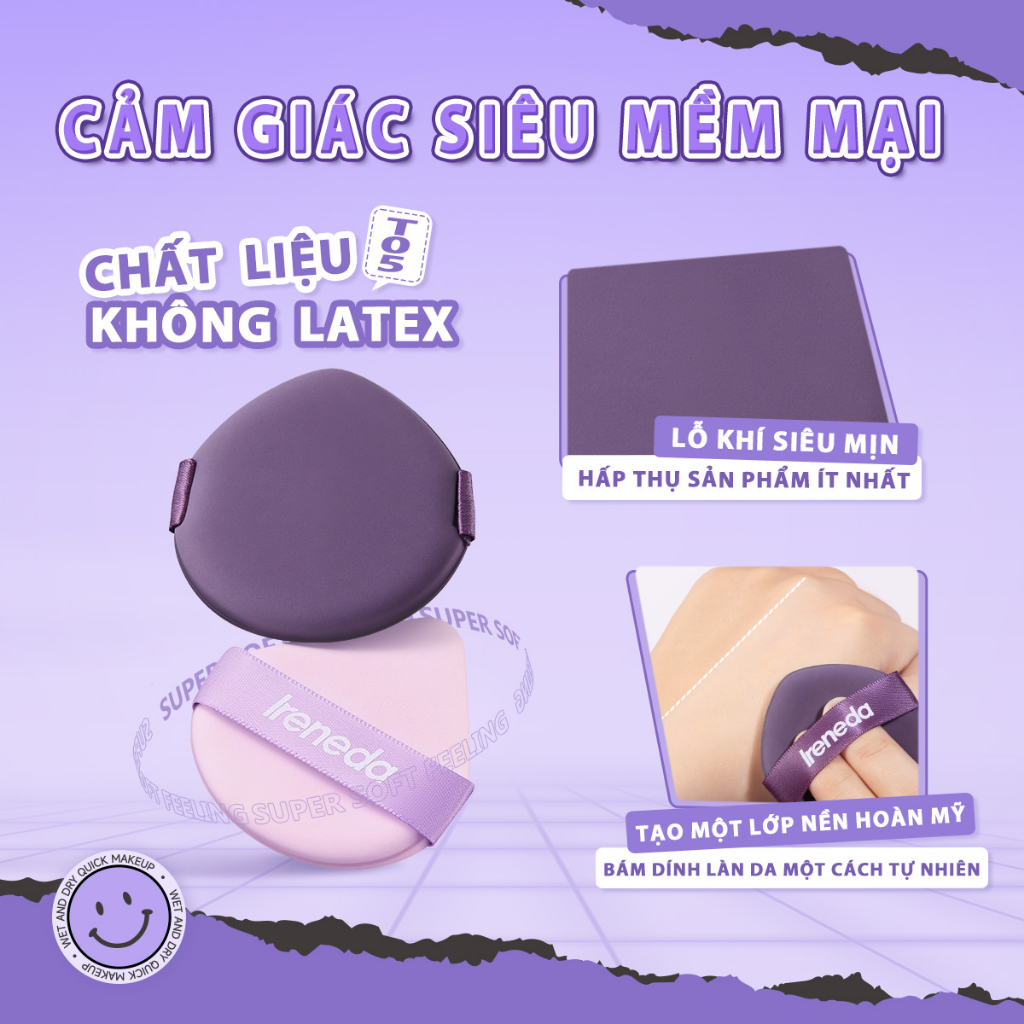 CẢM GIÁC SIÊU MỀM MẠI
CHẤT LIỆU
T05
KHÔNG LATEX
LỖ KHÍ SIÊU MỊN
HẤP THỤ SẢN PHẨM ÍT NHẤT
SUPER SOFT
SUPER SOFT FEELING
Ireneda
Ireneda
TẠO MỘT LỚP NỀN HOÀN MỸ
BÁM DÍNH LÀN DA MỘT CÁCH TỰ NHIÊN
WET AND DRY QUICK MAKEUP • WET AND DRY QUICK MAKEUP •